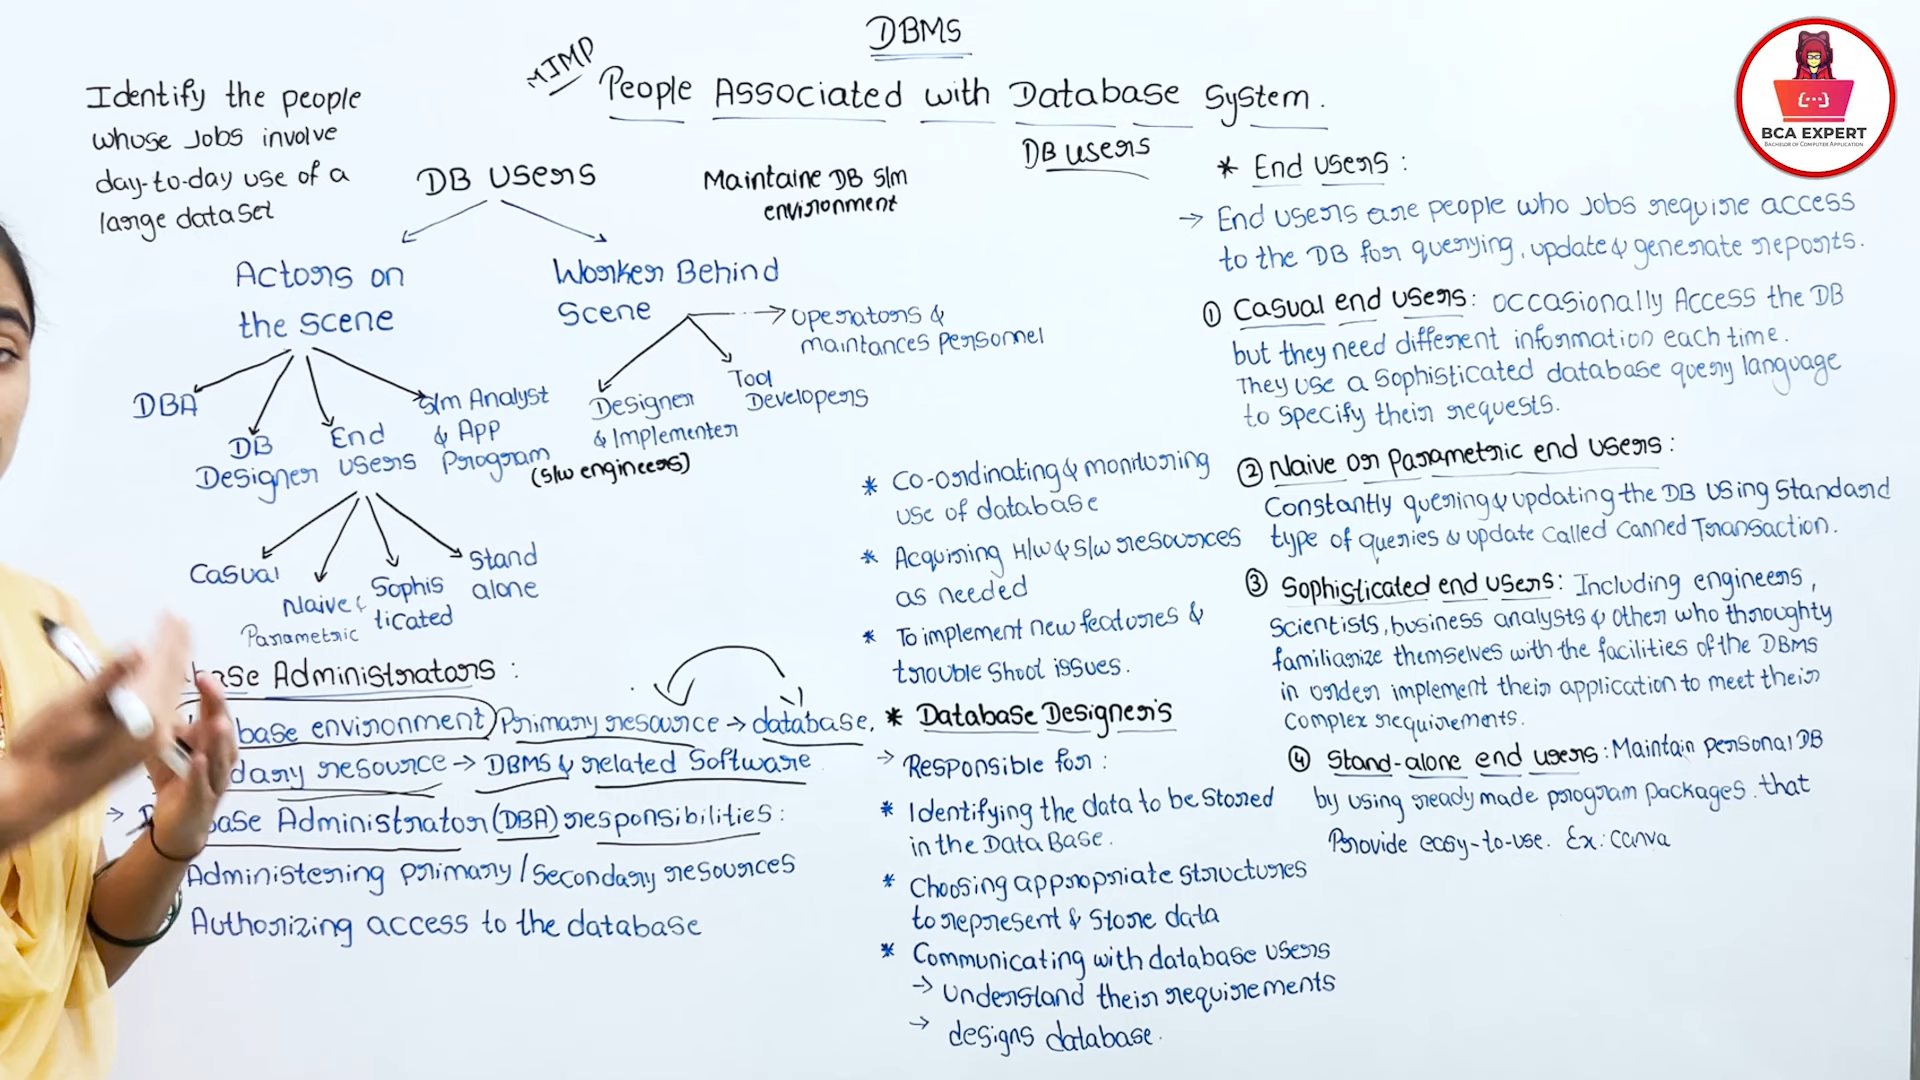 DBMS
MIMP
People Associated with Database System.
DB users
Identify the people
whose Jobs involve
day-to-day use of a
large dataset
DB users
Maintaine DB s/m
environment
Actors on
the scene
Worker Behind
Scene
operators &
maintances personnel
DBA
DB
Designer
End
users
s/m Analyst
& App
Program
(s/w engineers)
Designer
& Implementer
Tool
Developers
Casual
Naive &
Parametric
Sophis
ticated
Stand
alone
base Administrators :
base environment Primary resource → database.
dary resource → DBMS & related Software
→ D base Administrator (DBA) responsibilities:
Administering primary / Secondary resources
Authorizing access to the database
* Co-ordinating & monitoring
use of database
* Acquiring H/w & S/w resources
as needed
* To implement new features &
trouble shoot issues.
* Database Designer's
→ Responsible for :
* Identifying the data to be stored
in the DataBase.
* Choosing appropriate structures
to represent & store data
* Communicating with database users
→ understand their requirements
→ designs database.
* End users :
→ End users are people who jobs require access
to the DB for querying, update & generate reports.
① Casual end users: occasionally Access the DB
but they need different information each time.
They use a sophisticated database query language
to specify their requests.
② Naive or Parametric end users :
Constantly quering & updating the DB using standard
type of queries & update called Canned Transaction.
③ Sophisticated end users: Including engineers,
scientists, business analysts & other who throughty
familiarize themselves with the facilities of the DBMS
in order implement their application to meet their
complex requirements.
④ Stand-alone end users: Maintain personal DB
by using ready made program packages that
Provide easy-to-use. Ex: Canva
BCA EXPERT
BACHELOR OF COMPUTER APPLICATION